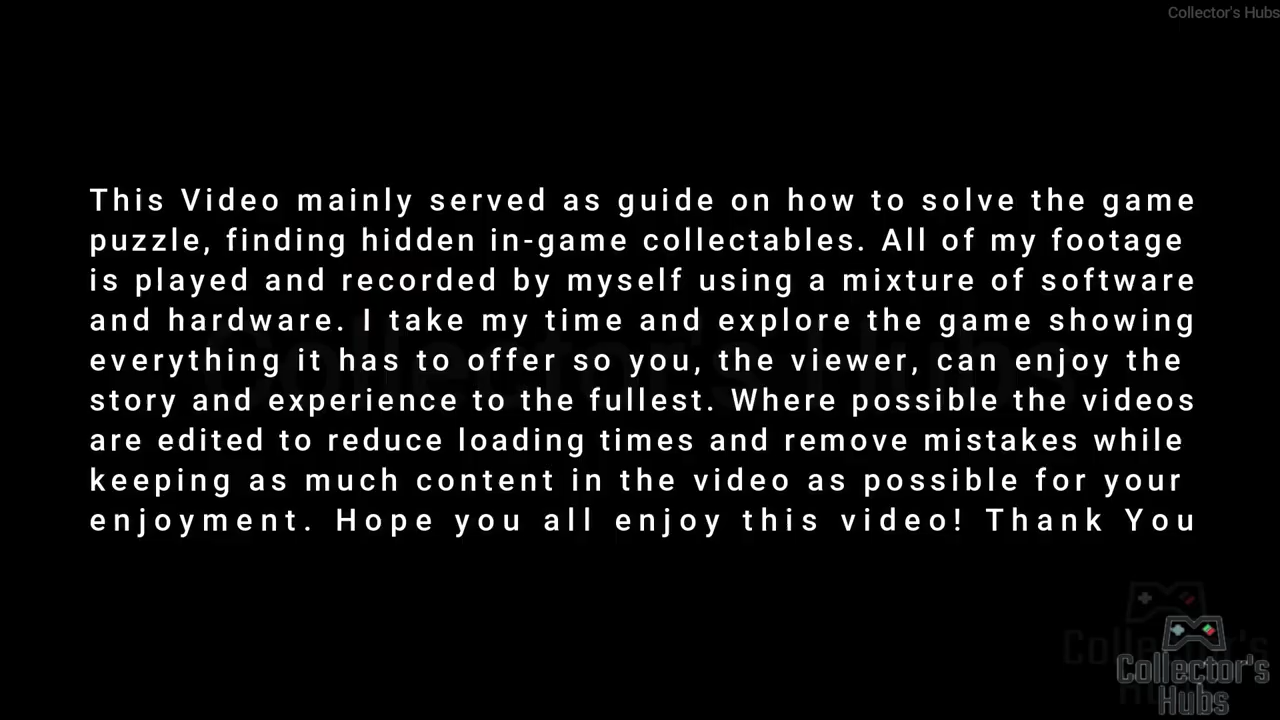 Collector's Hubs
This Video mainly served as guide on how to solve the game
puzzle, finding hidden in-game collectables. All of my footage
is played and recorded by myself using a mixture of software
and hardware. I take my time and explore the game showing
everything it has to offer so you, the viewer, can enjoy the
story and experience to the fullest. Where possible the videos
are edited to reduce loading times and remove mistakes while
keeping as much content in the video as possible for your
enjoyment. Hope you all enjoy this video! Thank You
Collector's
Hubs